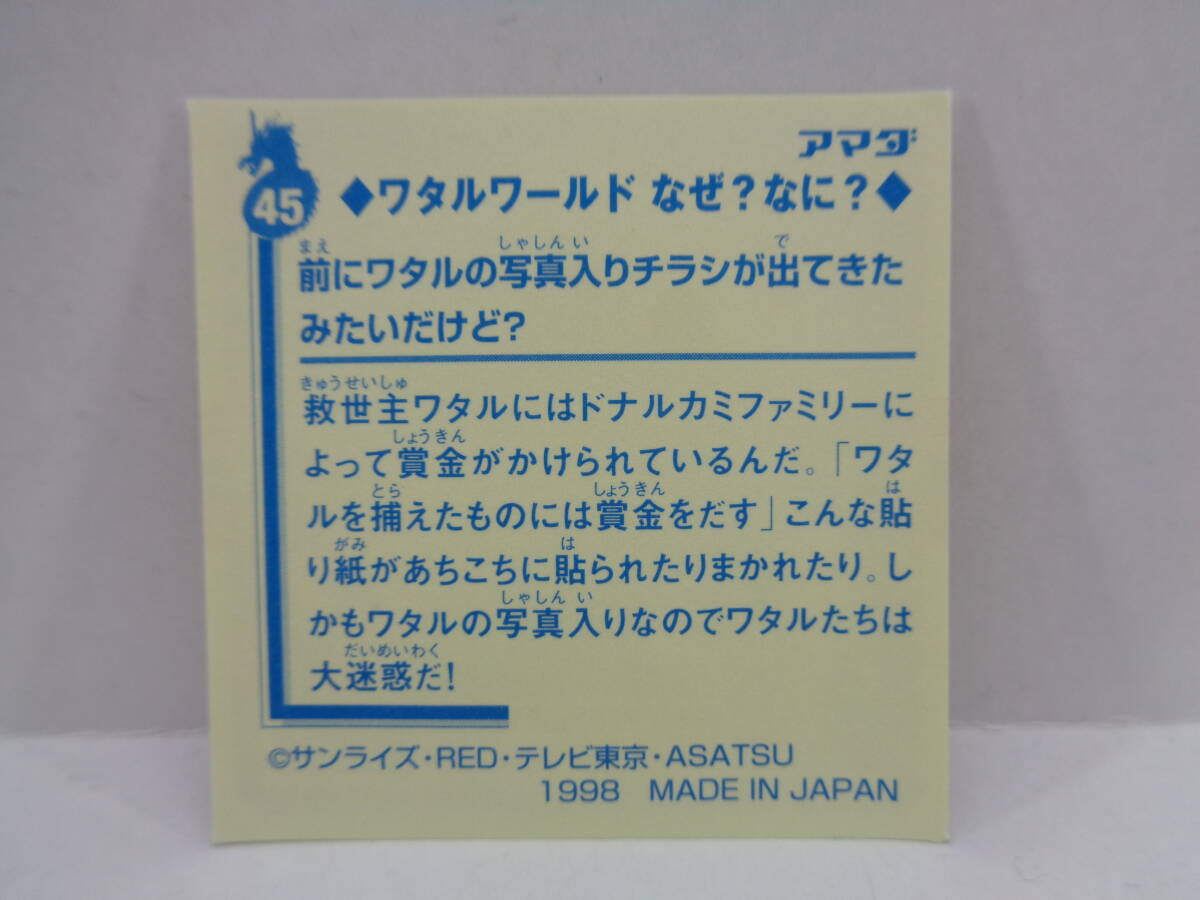 アマダ
45
◆ワタルワールド なぜ？なに？◆
前にワタルの写真入りチラシが出てきた
みたいだけど？
救世主ワタルにはドナルカミファミリーに
よって賞金がかけられているんだ。「ワタ
ルを捕えたものには賞金をだす」こんな貼
り紙があちこちに貼られたりまかれたり。し
かもワタルの写真入りなのでワタルたちは
大迷惑だ！
©サンライズ・RED・テレビ東京・ASATSU
1998 MADE IN JAPAN